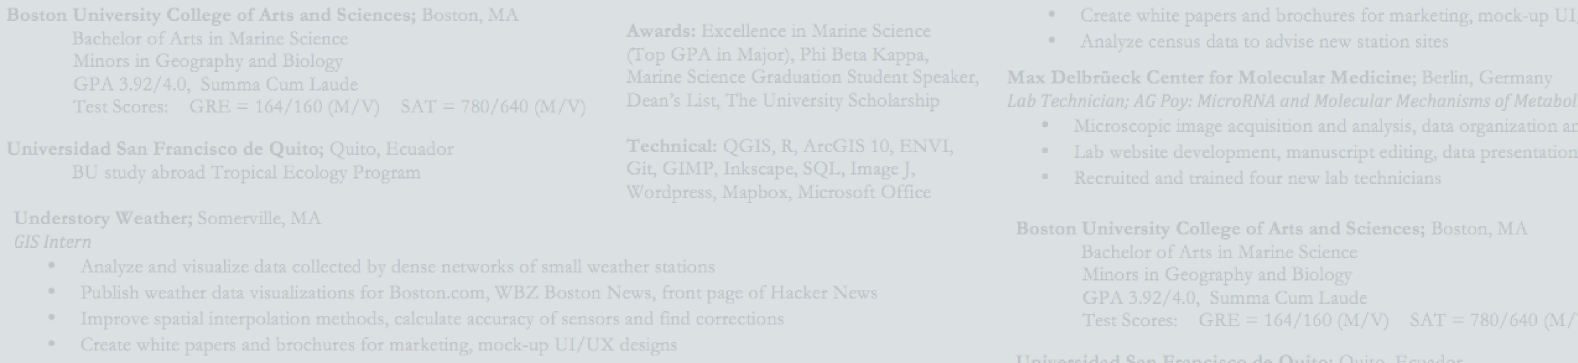 Boston University College of Arts and Sciences; Boston, MA
Bachelor of Arts in Marine Science
Minors in Geography and Biology
GPA 3.92/4.0, Summa Cum Laude
Test Scores: GRE = 164/160 (M/V) SAT = 780/640 (M/V)
Universidad San Francisco de Quito; Quito, Ecuador
BU study abroad Tropical Ecology Program
Awards: Excellence in Marine Science
(Top GPA in Major), Phi Beta Kappa,
Marine Science Graduation Student Speaker,
Dean's List, The University Scholarship
Technical: QGIS, R, ArcGIS 10, ENVI,
Git, GIMP, Inkscape, SQL, Image J,
Wordpress, Mapbox, Microsoft Office
Understory Weather; Somerville, MA
GIS Intern
• Analyze and visualize data collected by dense networks of small weather stations
• Publish weather data visualizations for Boston.com, WBZ Boston News, front page of Hacker News
• Improve spatial interpolation methods, calculate accuracy of sensors and find corrections
• Create white papers and brochures for marketing, mock-up UI/UX designs
• Create white papers and brochures for marketing, mock-up UI/
• Analyze census data to advise new station sites
Max Delbrüeck Center for Molecular Medicine; Berlin, Germany
Lab Technician; AG Poy: MicroRNA and Molecular Mechanisms of Metabol
• Microscopic image acquisition and analysis, data organization an
• Lab website development, manuscript editing, data presentation
• Recruited and trained four new lab technicians
Boston University College of Arts and Sciences; Boston, MA
Bachelor of Arts in Marine Science
Minors in Geography and Biology
GPA 3.92/4.0, Summa Cum Laude
Test Scores: GRE = 164/160 (M/V) SAT = 780/640 (M/
Universidad San Francisco de Quito; Quito, Ecuador